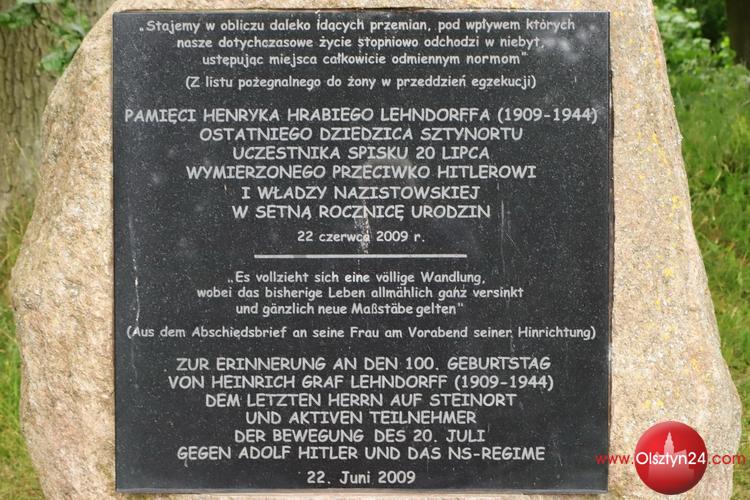 „Stajemy w obliczu daleko idących przemian, pod wpływem których
nasze dotychczasowe życie stopniowo odchodzi w niebyt,
ustępując miejsca całkowicie odmiennym normom”
(Z listu pożegnalnego do żony w przeddzień egzekucji)
PAMIĘCI HENRYKA HRABIEGO LEHNDORFFA (1909-1944)
OSTATNIEGO DZIEDZICA SZTYNORTU
UCZESTNIKA SPISKU 20 LIPCA
WYMIERZONEGO PRZECIWKO HITLEROWI
I WŁADZY NAZISTOWSKIEJ
W SETNĄ ROCZNICĘ URODZIN
22 czerwca 2009 r.
„Es vollzieht sich eine völlige Wandlung,
wobei das bisherige Leben allmählich ganz versinkt
und gänzlich neue Maßstäbe gelten“
(Aus dem Abschiedsbrief an seine Frau am Vorabend seiner Hinrichtung)
ZUR ERINNERUNG AN DEN 100. GEBURTSTAG
VON HEINRICH GRAF LEHNDORFF (1909-1944)
DEM LETZTEN HERRN AUF STEINORT
UND AKTIVEN TEILNEHMER
DER BEWEGUNG DES 20. JULI
GEGEN ADOLF HITLER UND DAS NS-REGIME
22. Juni 2009
www.Olsztyn24.com